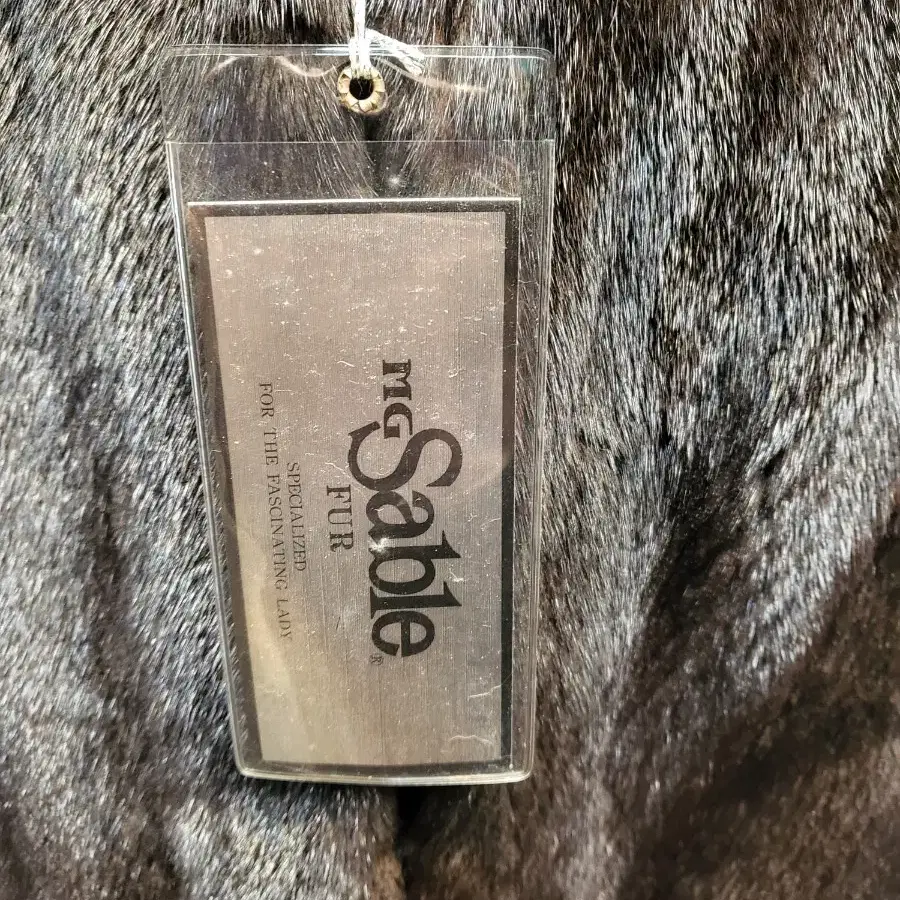 MG Sable®
FUR
SPECIALIZED
FOR THE FASCINATING LADY